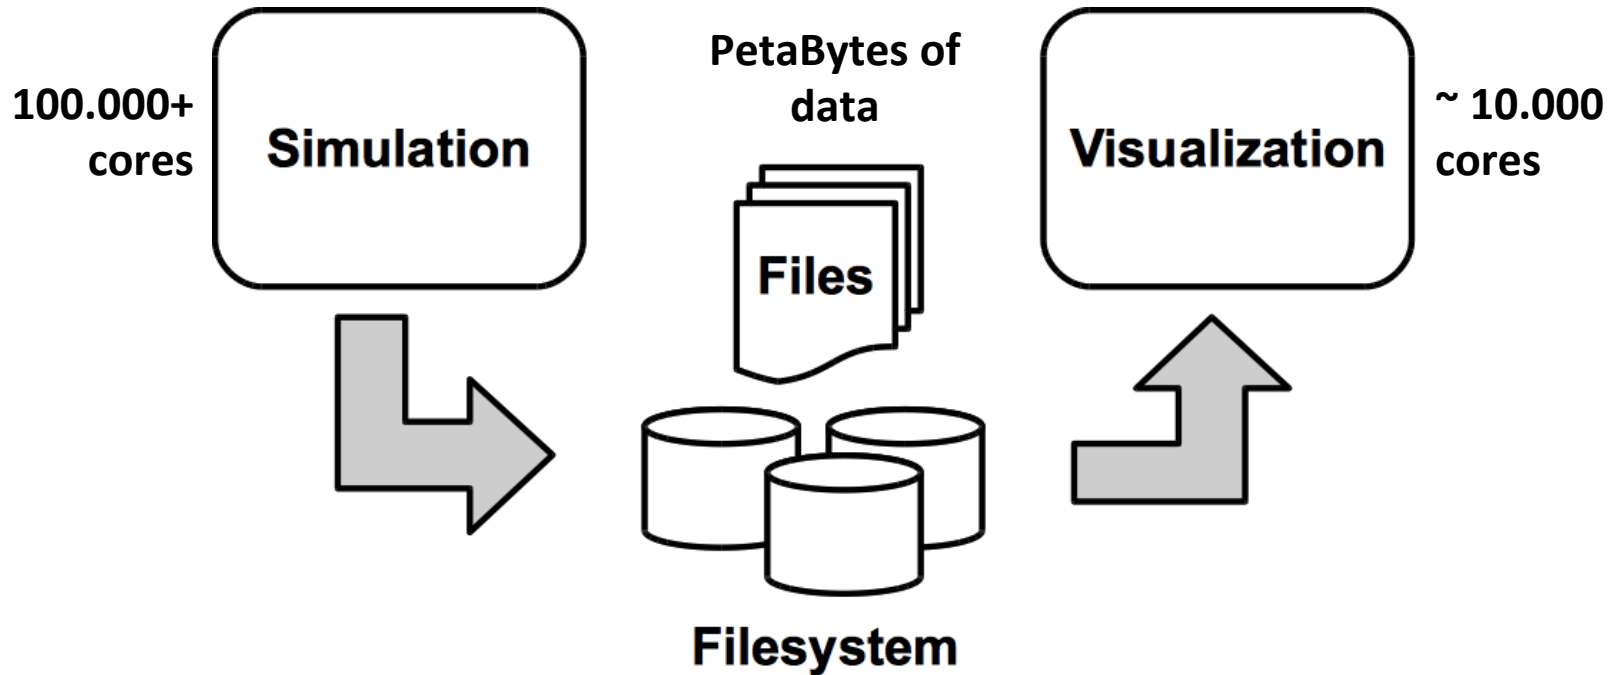 100.000+
cores
Simulation
PetaBytes of
data
Files
Filesystem
Visualization
~ 10.000
cores